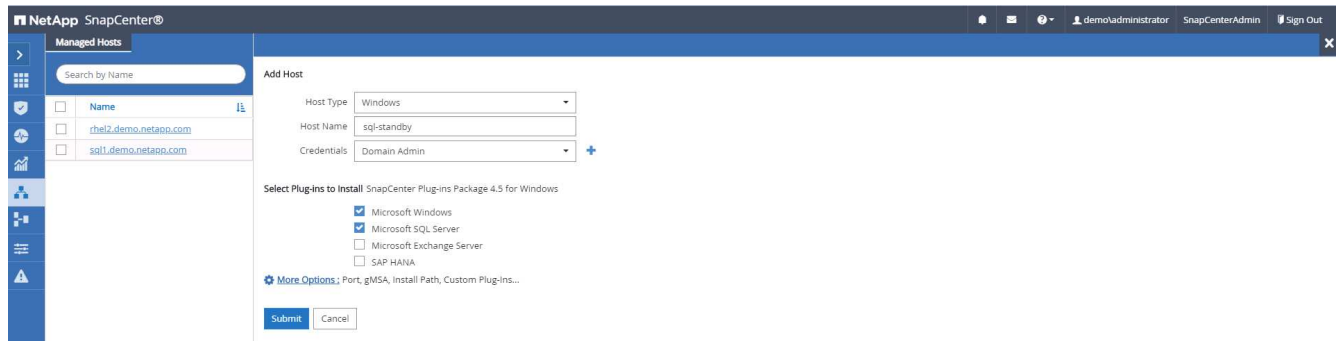 NetApp SnapCenter®
demo\administrator SnapCenterAdmin Sign Out
Managed Hosts
Search by Name
Name
rhel2.demo.netapp.com
sql1.demo.netapp.com
Add Host
Host Type Windows
Host Name sql-standby
Credentials Domain Admin
Select Plug-ins to Install SnapCenter Plug-ins Package 4.5 for Windows
Microsoft Windows
Microsoft SQL Server
Microsoft Exchange Server
SAP HANA
More Options : Port, gMSA, Install Path, Custom Plug-Ins...
Submit Cancel